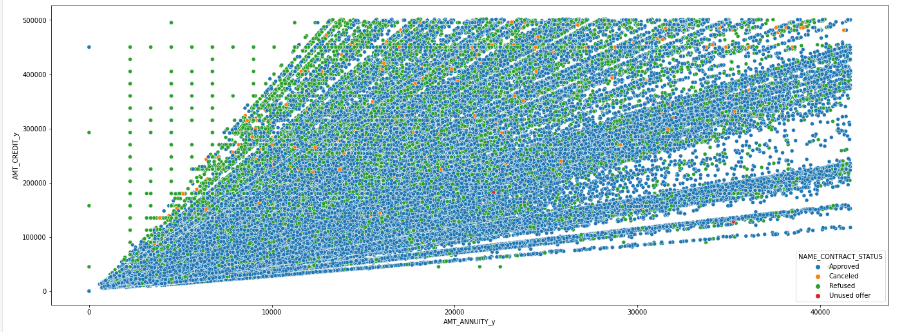 500000
400000
300000
200000
100000
0
AMT_CREDIT_y
0 10000 20000 30000 40000
AMT_ANNUITY_y
NAME_CONTRACT_STATUS
Approved
Canceled
Refused
Unused offer